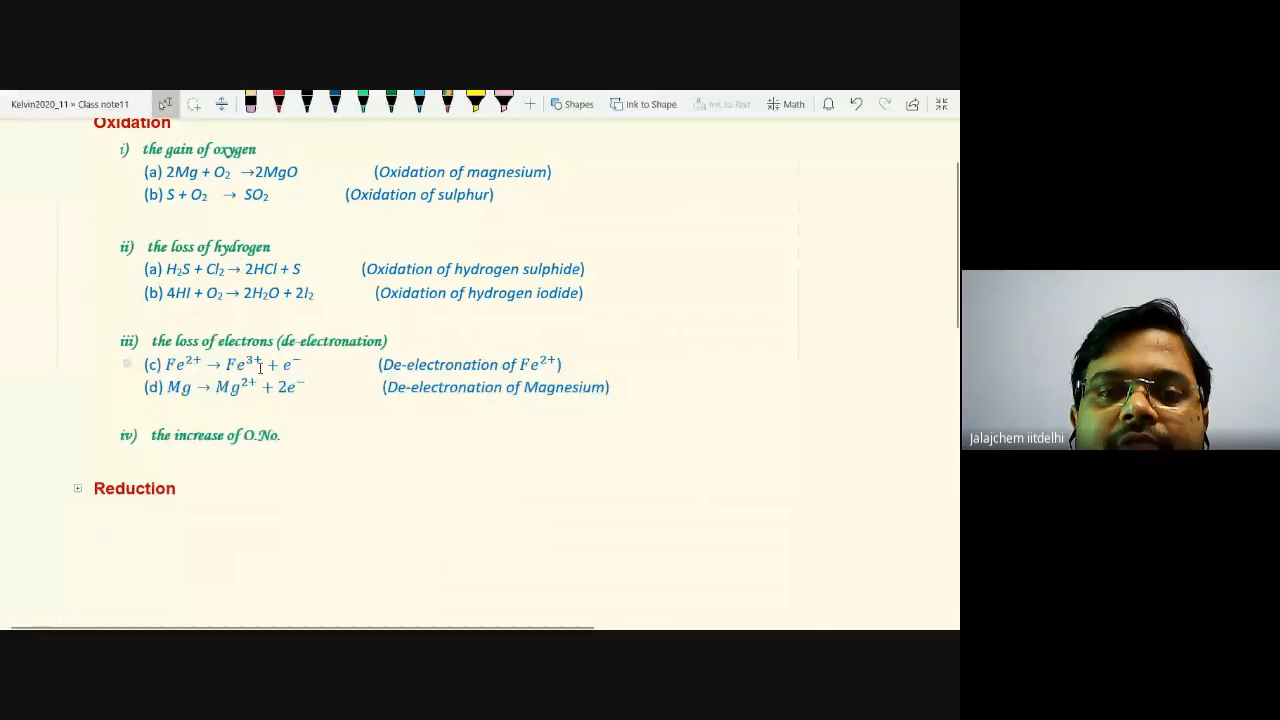 Kelvin2020_11 » Class note11 Shapes Ink to Shape Ink to Text Math
Oxidation
i) the gain of oxygen
(a) 2Mg + O₂ →2MgO (Oxidation of magnesium)
(b) S + O₂ → SO₂ (Oxidation of sulphur)
ii) the loss of hydrogen
(a) H₂S + Cl₂ → 2HCl + S (Oxidation of hydrogen sulphide)
(b) 4HI + O₂ → 2H₂O + 2I₂ (Oxidation of hydrogen iodide)
iii) the loss of electrons (de-electronation)
(c) Fe²⁺ → Fe³⁺ + e⁻ (De-electronation of Fe²⁺)
(d) Mg → Mg²⁺ + 2e⁻ (De-electronation of Magnesium)
iv) the increase of O.No.
Reduction
Jalajchem iitdelhi